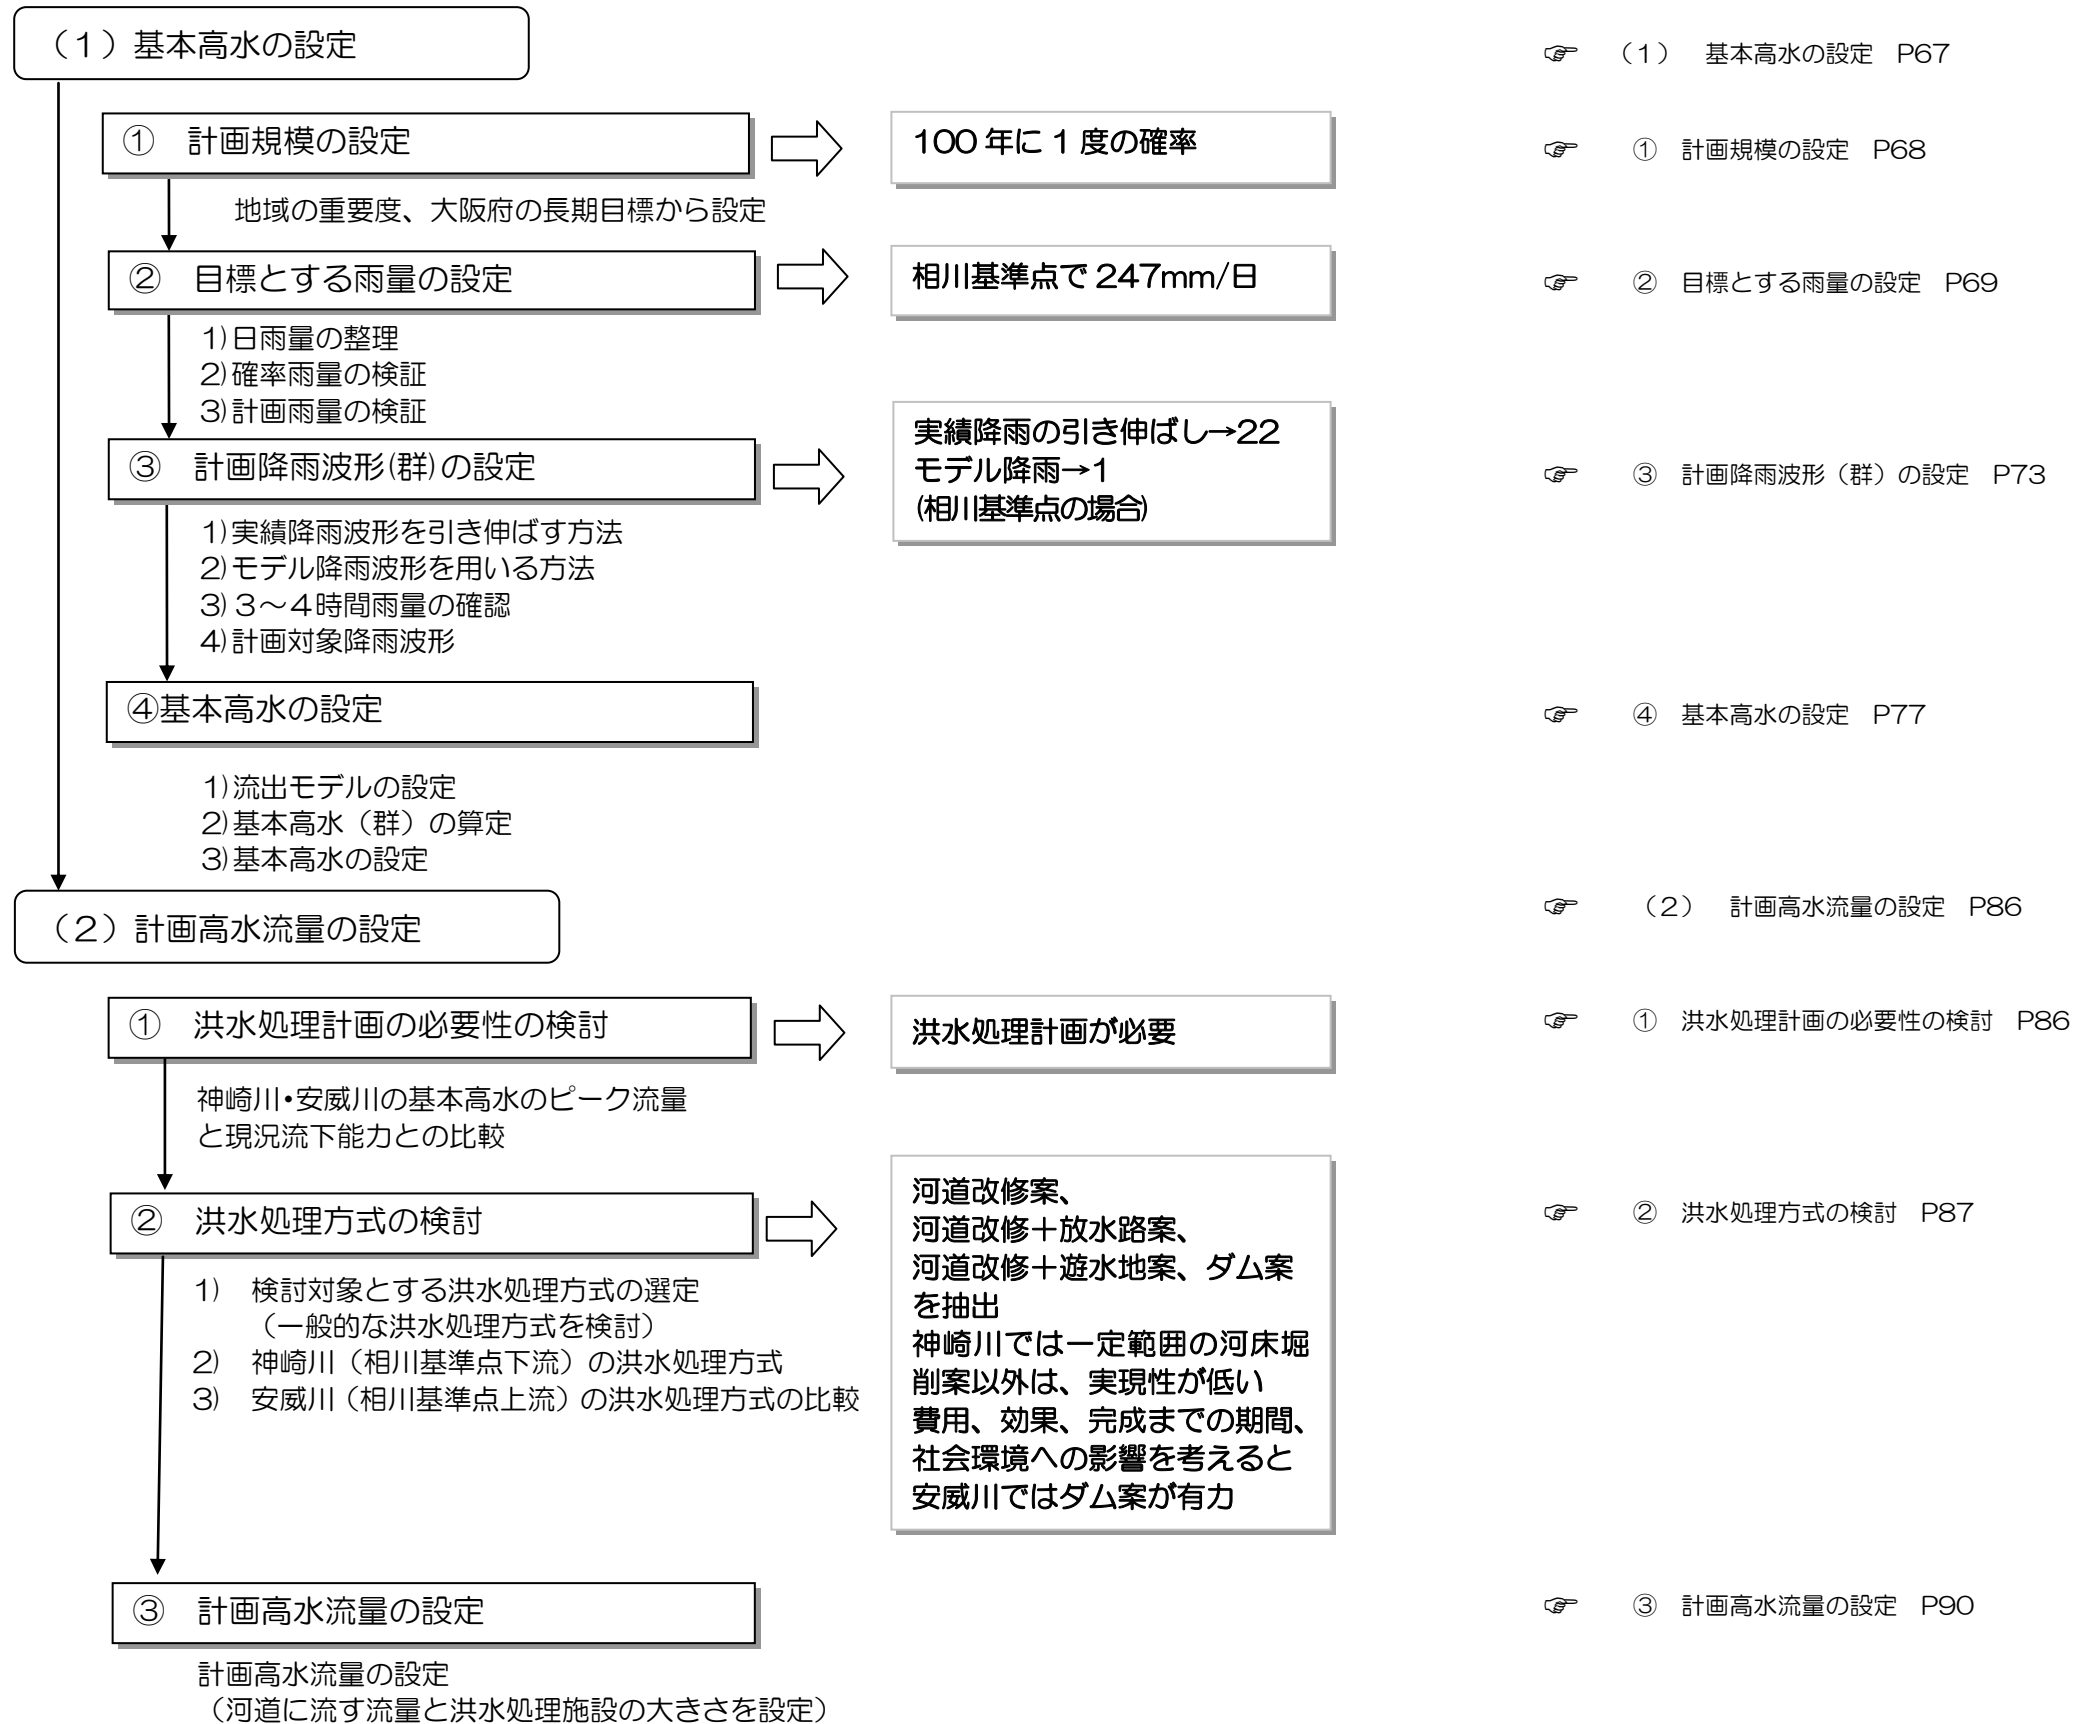 （１）基本高水の設定
☞ （１） 基本高水の設定 P67
① 計画規模の設定
100年に1度の確率
☞ ① 計画規模の設定 P68
地域の重要度、大阪府の長期目標から設定
② 目標とする雨量の設定
相川基準点で247mm/日
☞ ② 目標とする雨量の設定 P69
1)日雨量の整理
2)確率雨量の検証
3)計画雨量の検証
③ 計画降雨波形(群)の設定
実績降雨の引き伸ばし→22
モデル降雨→1
(相川基準点の場合)
☞ ③ 計画降雨波形（群）の設定 P73
1)実績降雨波形を引き伸ばす方法
2)モデル降雨波形を用いる方法
3)３～４時間雨量の確認
4)計画対象降雨波形
④基本高水の設定
☞ ④ 基本高水の設定 P77
1)流出モデルの設定
2)基本高水（群）の算定
3)基本高水の設定
（２）計画高水流量の設定
☞ （２） 計画高水流量の設定 P86
① 洪水処理計画の必要性の検討
洪水処理計画が必要
☞ ① 洪水処理計画の必要性の検討 P86
神崎川・安威川の基本高水のピーク流量
と現況流下能力との比較
② 洪水処理方式の検討
河道改修案、
河道改修＋放水路案、
河道改修＋遊水地案、ダム案
を抽出
神崎川では一定範囲の河床堀
削案以外は、実現性が低い
費用、効果、完成までの期間、
社会環境への影響を考えると
安威川ではダム案が有力
☞ ② 洪水処理方式の検討 P87
1) 検討対象とする洪水処理方式の選定
（一般的な洪水処理方式を検討）
2) 神崎川（相川基準点下流）の洪水処理方式
3) 安威川（相川基準点上流）の洪水処理方式の比較
③ 計画高水流量の設定
☞ ③ 計画高水流量の設定 P90
計画高水流量の設定
（河道に流す流量と洪水処理施設の大きさを設定）